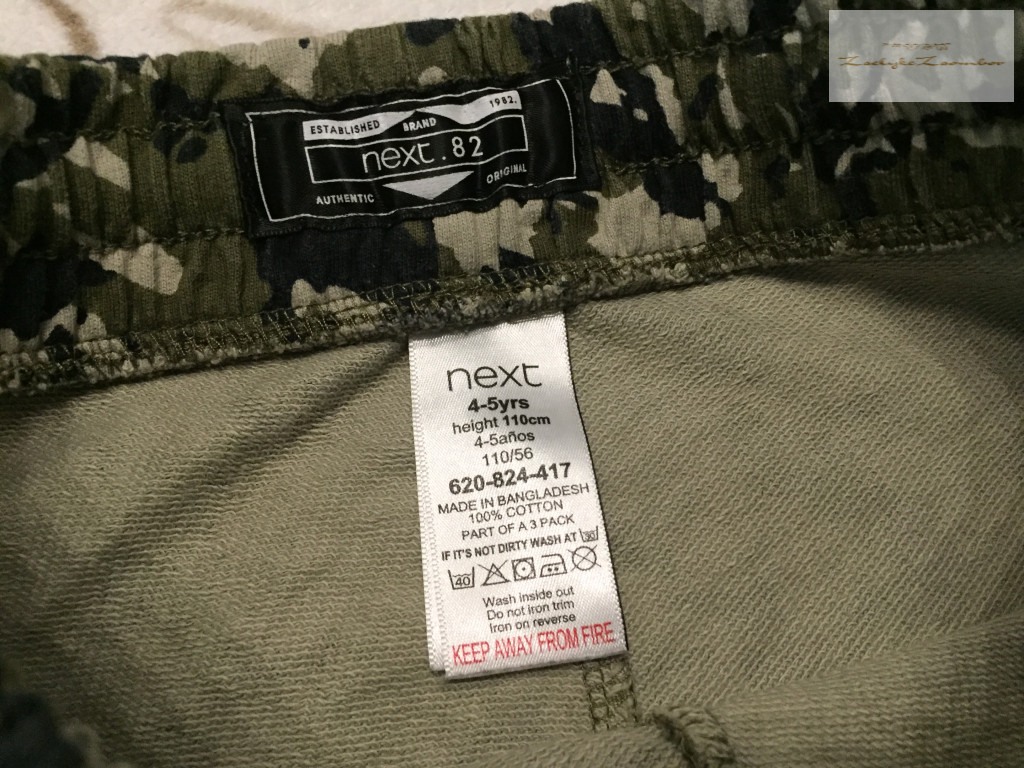 ESTABLISHED BRAND 1982.
next.82
AUTHENTIC ORIGINAL
next
4-5yrs
height 110cm
4-5años
110/56
620-824-417
MADE IN BANGLADESH
100% COTTON
PART OF A 3 PACK
IF IT'S NOT DIRTY WASH AT 30
40
Wash inside out
Do not iron trim
Iron on reverse
KEEP AWAY FROM FIRE